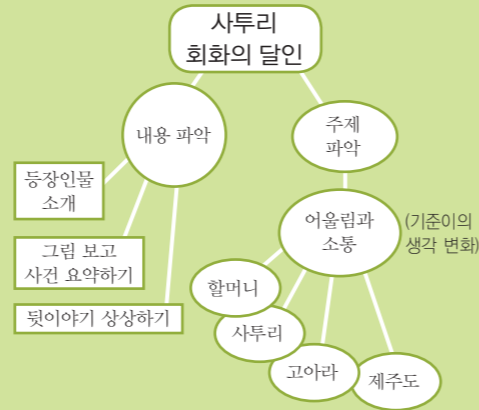 사투리
회화의 달인
내용 파악
등장인물
소개
그림 보고
사건 요약하기
뒷이야기 상상하기
주제
파악
어울림과
소통
(기준이의
생각 변화)
할머니
사투리
고아라
제주도